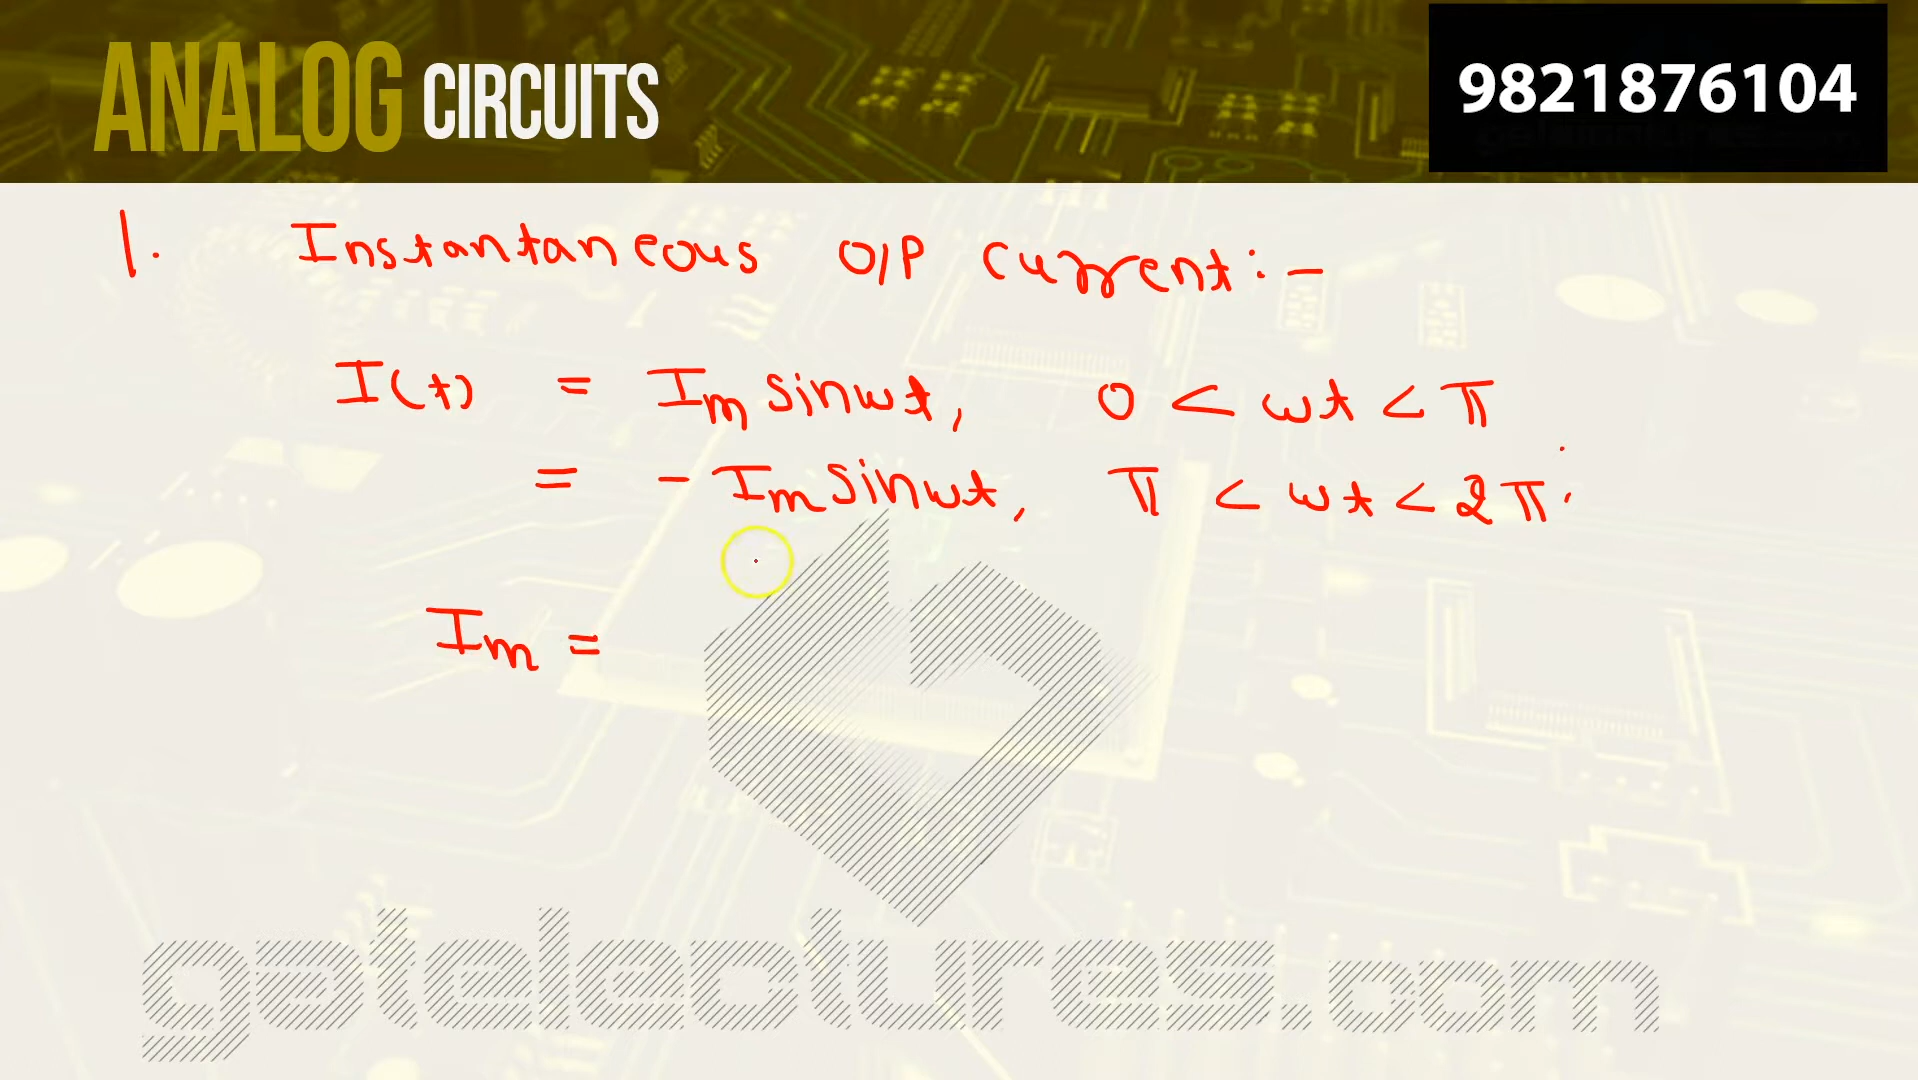 ANALOG CIRCUITS
9821876104
1. Instantaneous O/P current:-
I(t) = Im sinωt, 0 < ωt < π
= - Im sinωt, π < ωt < 2π.
Im =
gatelectures.com